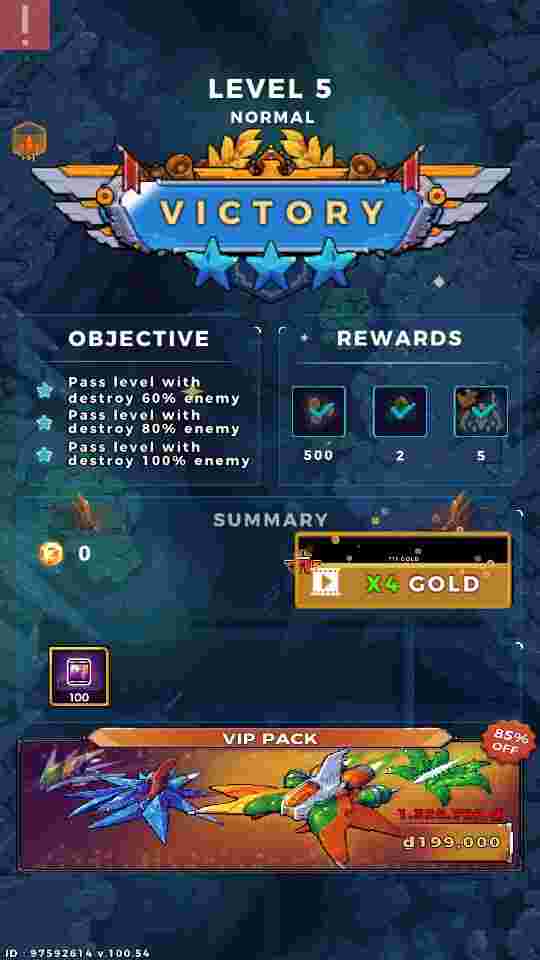 LEVEL 5
NORMAL
VICTORY
OBJECTIVE
Pass level with
destroy 60% enemy
Pass level with
destroy 80% enemy
Pass level with
destroy 100% enemy
REWARDS
500
2
5
SUMMARY
0
X4 GOLD
100
VIP PACK
85%
OFF
đ199,000
ID : 97592614 v.100.54